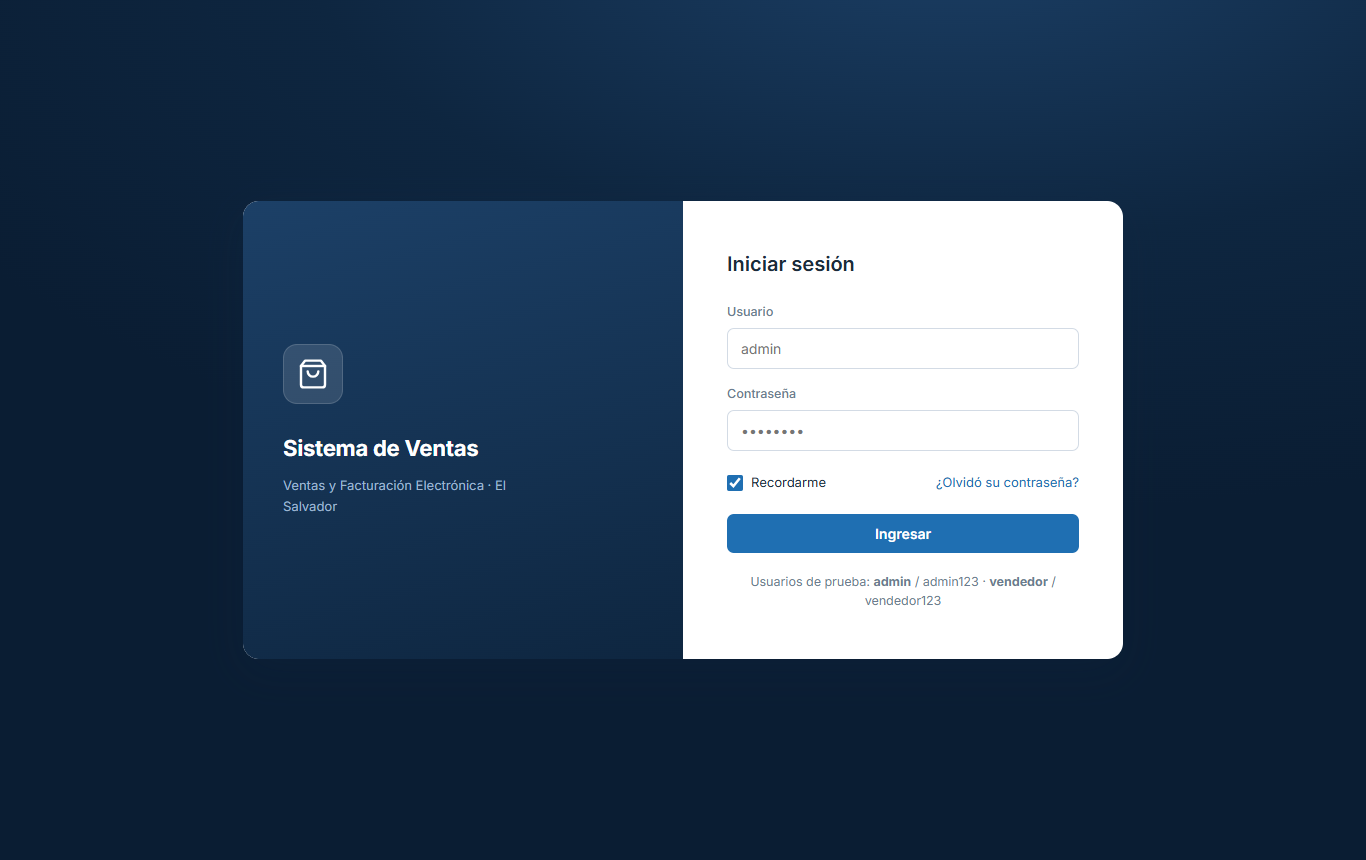 Sistema de Ventas
Ventas y Facturación Electrónica · El
Salvador
Iniciar sesión
Usuario
admin
Contraseña
••••••••
Recordarme
¿Olvidó su contraseña?
Ingresar
Usuarios de prueba: admin / admin123 · vendedor /
vendedor123